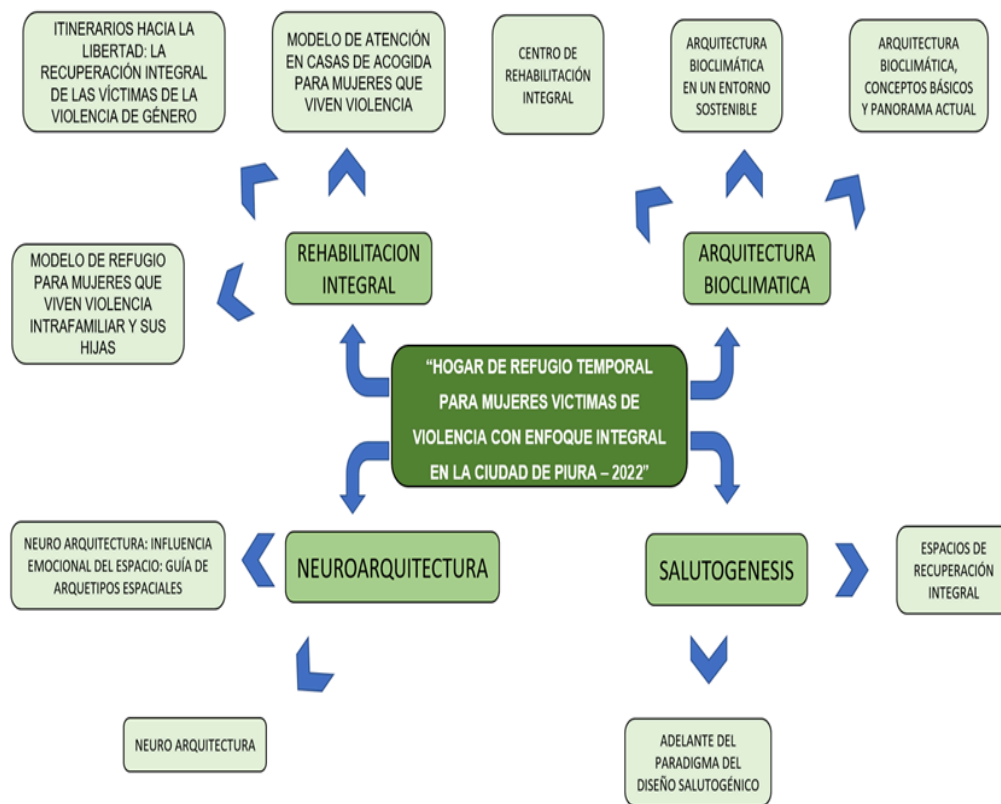 ITINERARIOS HACIA LA
LIBERTAD: LA
RECUPERACIÓN INTEGRAL
DE LAS VÍCTIMAS DE LA
VIOLENCIA DE GÉNERO
MODELO DE ATENCIÓN
EN CASAS DE ACOGIDA
PARA MUJERES QUE
VIVEN VIOLENCIA
CENTRO DE
REHABILITACIÓN
INTEGRAL
ARQUITECTURA
BIOCLIMÁTICA
EN UN ENTORNO
SOSTENIBLE
ARQUITECTURA
BIOCLIMÁTICA,
CONCEPTOS BÁSICOS
Y PANORAMA ACTUAL
MODELO DE REFUGIO
PARA MUJERES QUE
VIVEN VIOLENCIA
INTRAFAMILIAR Y SUS
HIJAS
REHABILITACION
INTEGRAL
ARQUITECTURA
BIOCLIMATICA
“HOGAR DE REFUGIO TEMPORAL
PARA MUJERES VICTIMAS DE
VIOLENCIA CON ENFOQUE INTEGRAL
EN LA CIUDAD DE PIURA – 2022”
NEURO ARQUITECTURA: INFLUENCIA
EMOCIONAL DEL ESPACIO: GUÍA DE
ARQUETIPOS ESPACIALES
NEUROARQUITECTURA
SALUTOGENESIS
ESPACIOS DE
RECUPERACIÓN
INTEGRAL
NEURO ARQUITECTURA
ADELANTE DEL
PARADIGMA DEL
DISEÑO SALUTOGÉNICO